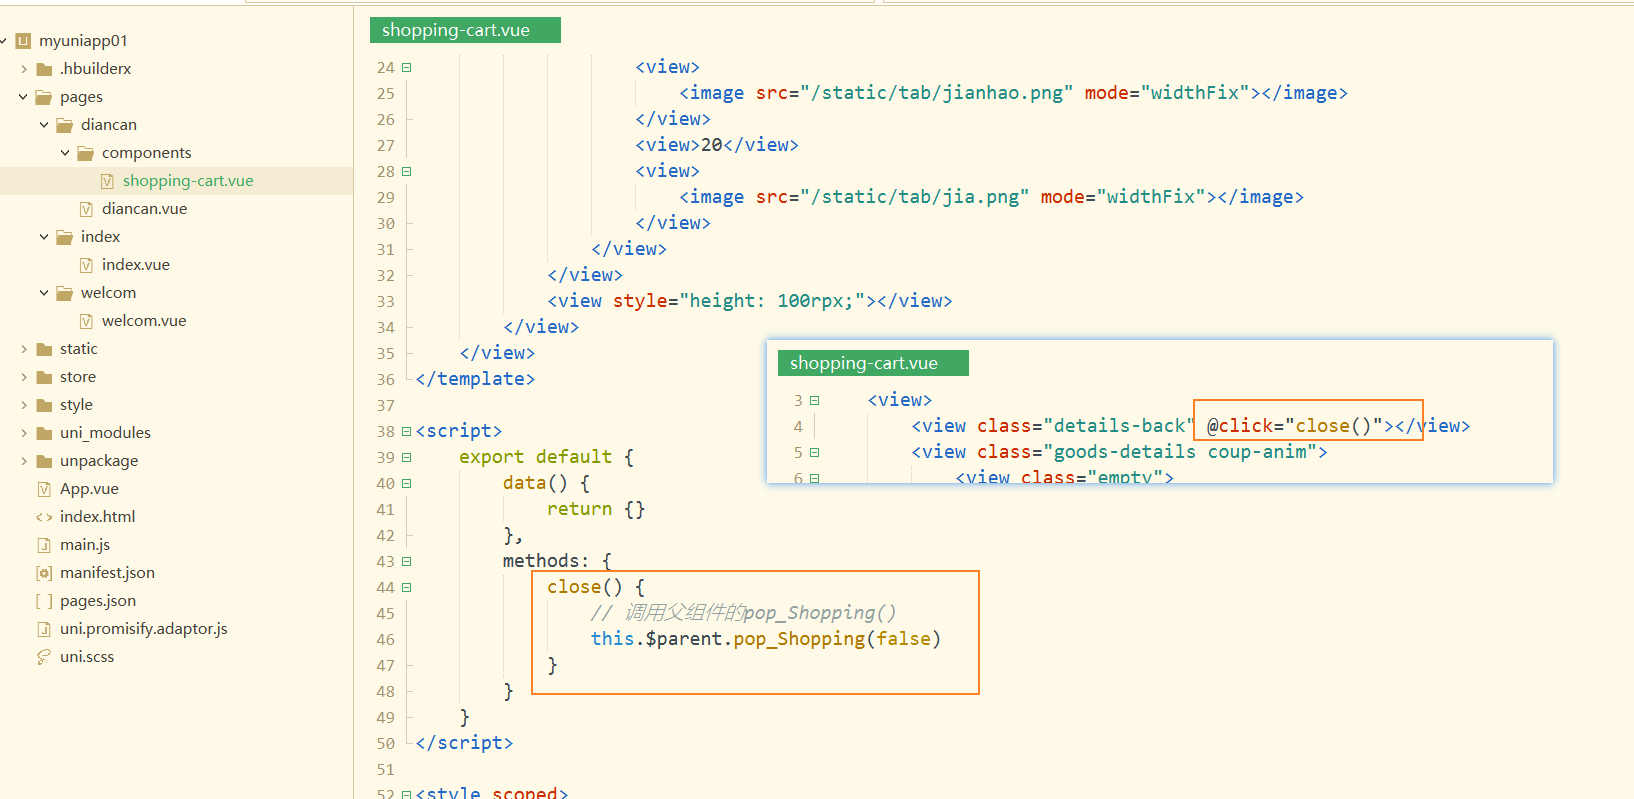 myuniapp01
.hbuilderx
pages
diancan
components
shopping-cart.vue
diancan.vue
index
index.vue
welcom
welcom.vue
static
store
style
uni_modules
unpackage
App.vue
index.html
main.js
manifest.json
pages.json
uni.promisify.adaptor.js
uni.scss
shopping-cart.vue
24 <view>
25 <image src="/static/tab/jianhao.png" mode="widthFix"></image>
26 </view>
27 <view>20</view>
28 <view>
29 <image src="/static/tab/jia.png" mode="widthFix"></image>
30 </view>
31 </view>
32 </view>
33 <view style="height: 100rpx;"></view>
34 </view>
35 </view>
36 </template>
37
38 <script>
39 export default {
40 data() {
41 return {}
42 },
43 methods: {
44 close() {
45 // 调用父组件的pop_Shopping()
46 this.$parent.pop_Shopping(false)
47 }
48 }
49 }
50 </script>
51
52 <style scoped>
shopping-cart.vue
3 <view>
4 <view class="details-back" @click="close()"></view>
5 <view class="goods-details coup-anim">
6 <view class="empty">